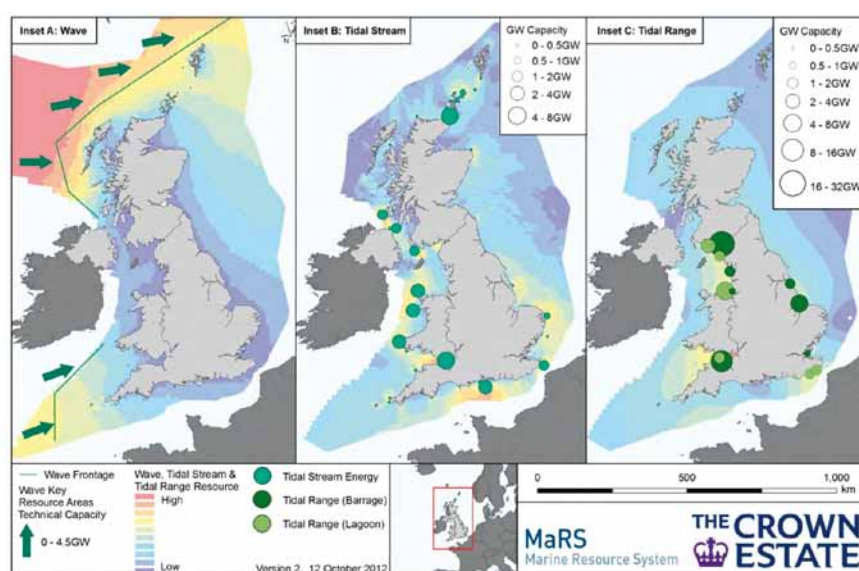 Inset A: Wave
Inset B: Tidal Stream
GW Capacity
0 - 0.5GW
0.5 - 1GW
1 - 2GW
2 - 4GW
4 - 8GW
Inset C: Tidal Range
GW Capacity
0 - 0.5GW
0.5 - 1GW
1 - 2GW
2 - 4GW
4 - 8GW
8 - 16GW
16 - 32GW
Wave Frontage
Wave Key
Resource Areas
Technical Capacity
0 - 4.5GW
Wave, Tidal Stream &
Tidal Range Resource
High
Low
Tidal Stream Energy
Tidal Range (Barrage)
Tidal Range (Lagoon)
Version 2, 12 October 2012
0 500 1,000
km
MaRS
Marine Resource System
THE CROWN
ESTATE